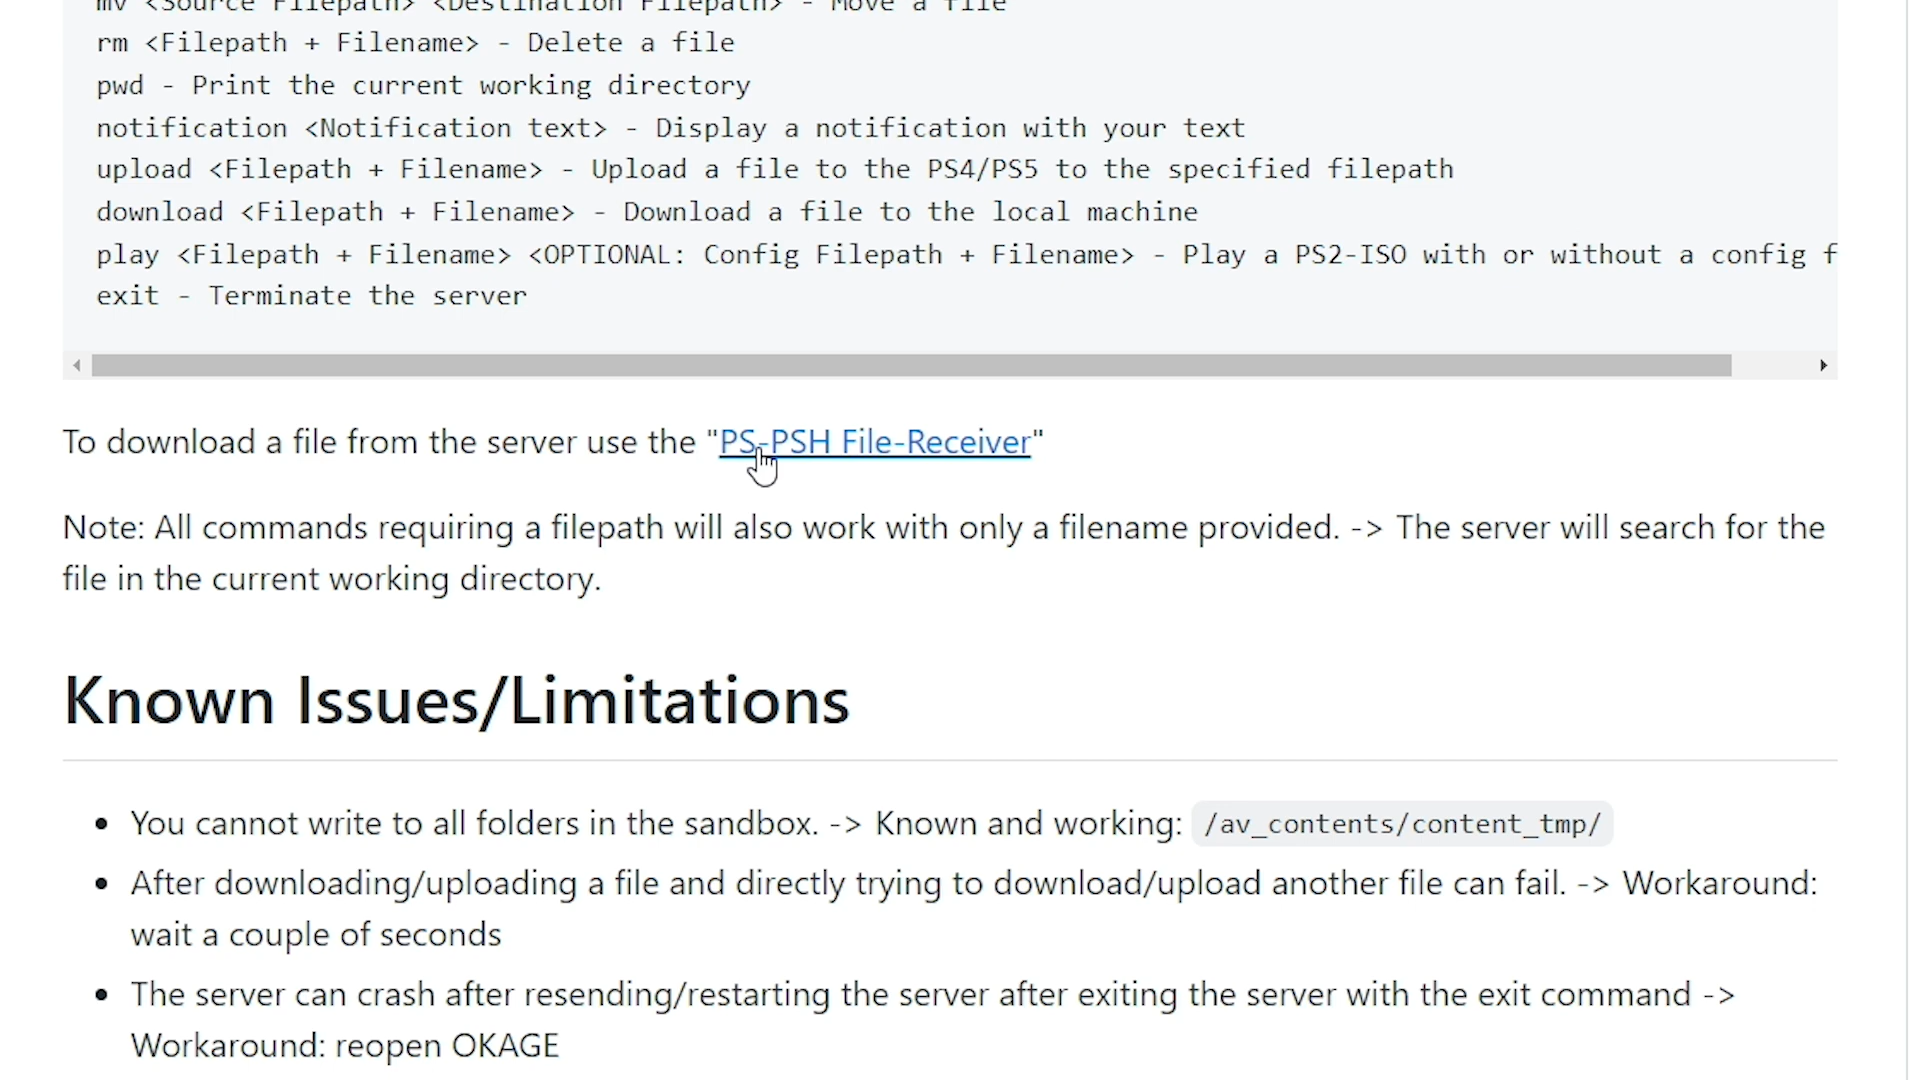 mv <Source Filepath> <Destination Filepath> - Move a file
rm <Filepath + Filename> - Delete a file
pwd - Print the current working directory
notification <Notification text> - Display a notification with your text
upload <Filepath + Filename> - Upload a file to the PS4/PS5 to the specified filepath
download <Filepath + Filename> - Download a file to the local machine
play <Filepath + Filename> <OPTIONAL: Config Filepath + Filename> - Play a PS2-ISO with or without a config f
exit - Terminate the server
To download a file from the server use the "PS-PSH File-Receiver"
Note: All commands requiring a filepath will also work with only a filename provided. -> The server will search for the
file in the current working directory.
Known Issues/Limitations
• You cannot write to all folders in the sandbox. -> Known and working: /av_contents/content_tmp/
• After downloading/uploading a file and directly trying to download/upload another file can fail. -> Workaround:
wait a couple of seconds
• The server can crash after resending/restarting the server after exiting the server with the exit command ->
Workaround: reopen OKAGE